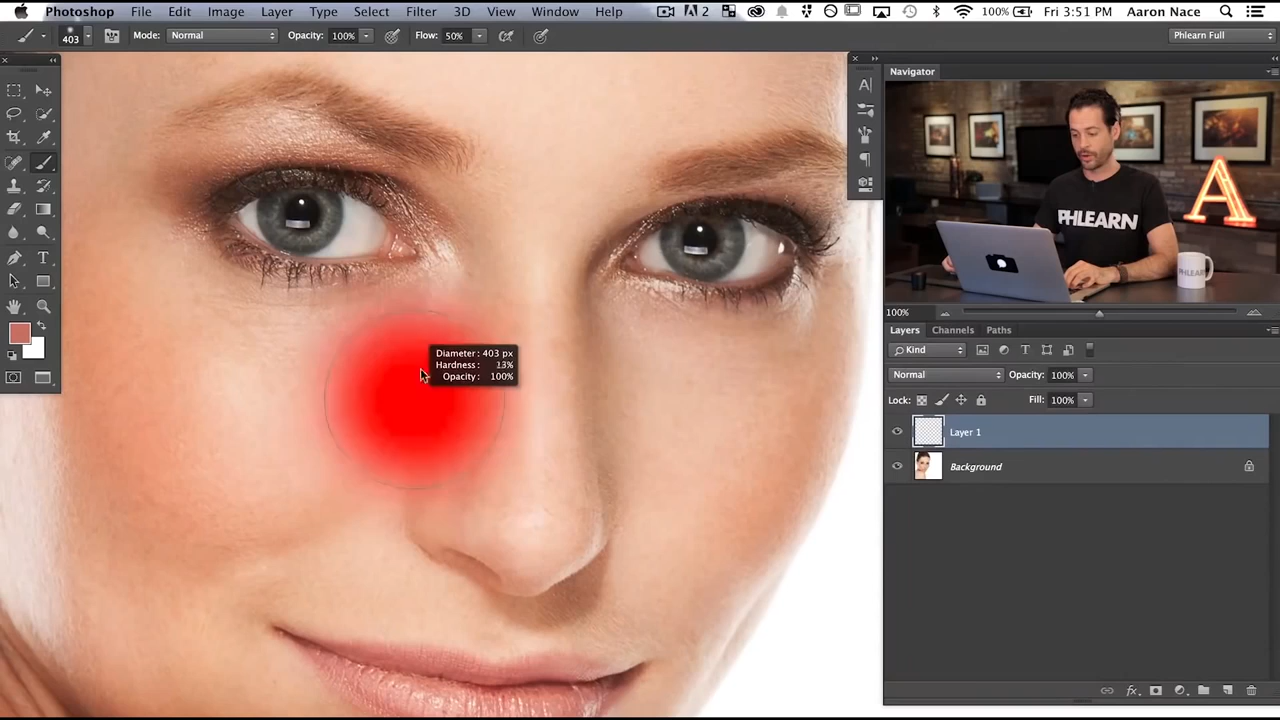 Photoshop File Edit Image Layer Type Select Filter 3D View Window Help 2 100% Fri 3:51 PM Aaron Nace
403 Mode: Normal Opacity: 100% Flow: 50% Phlearn Full
Navigator
A
PHLEARN
PHLEARN
100%
Layers Channels Paths
Diameter: 403 px
Hardness: 13%
Opacity: 100%
Kind
Normal Opacity: 100%
Lock: Fill: 100%
Layer 1
Background